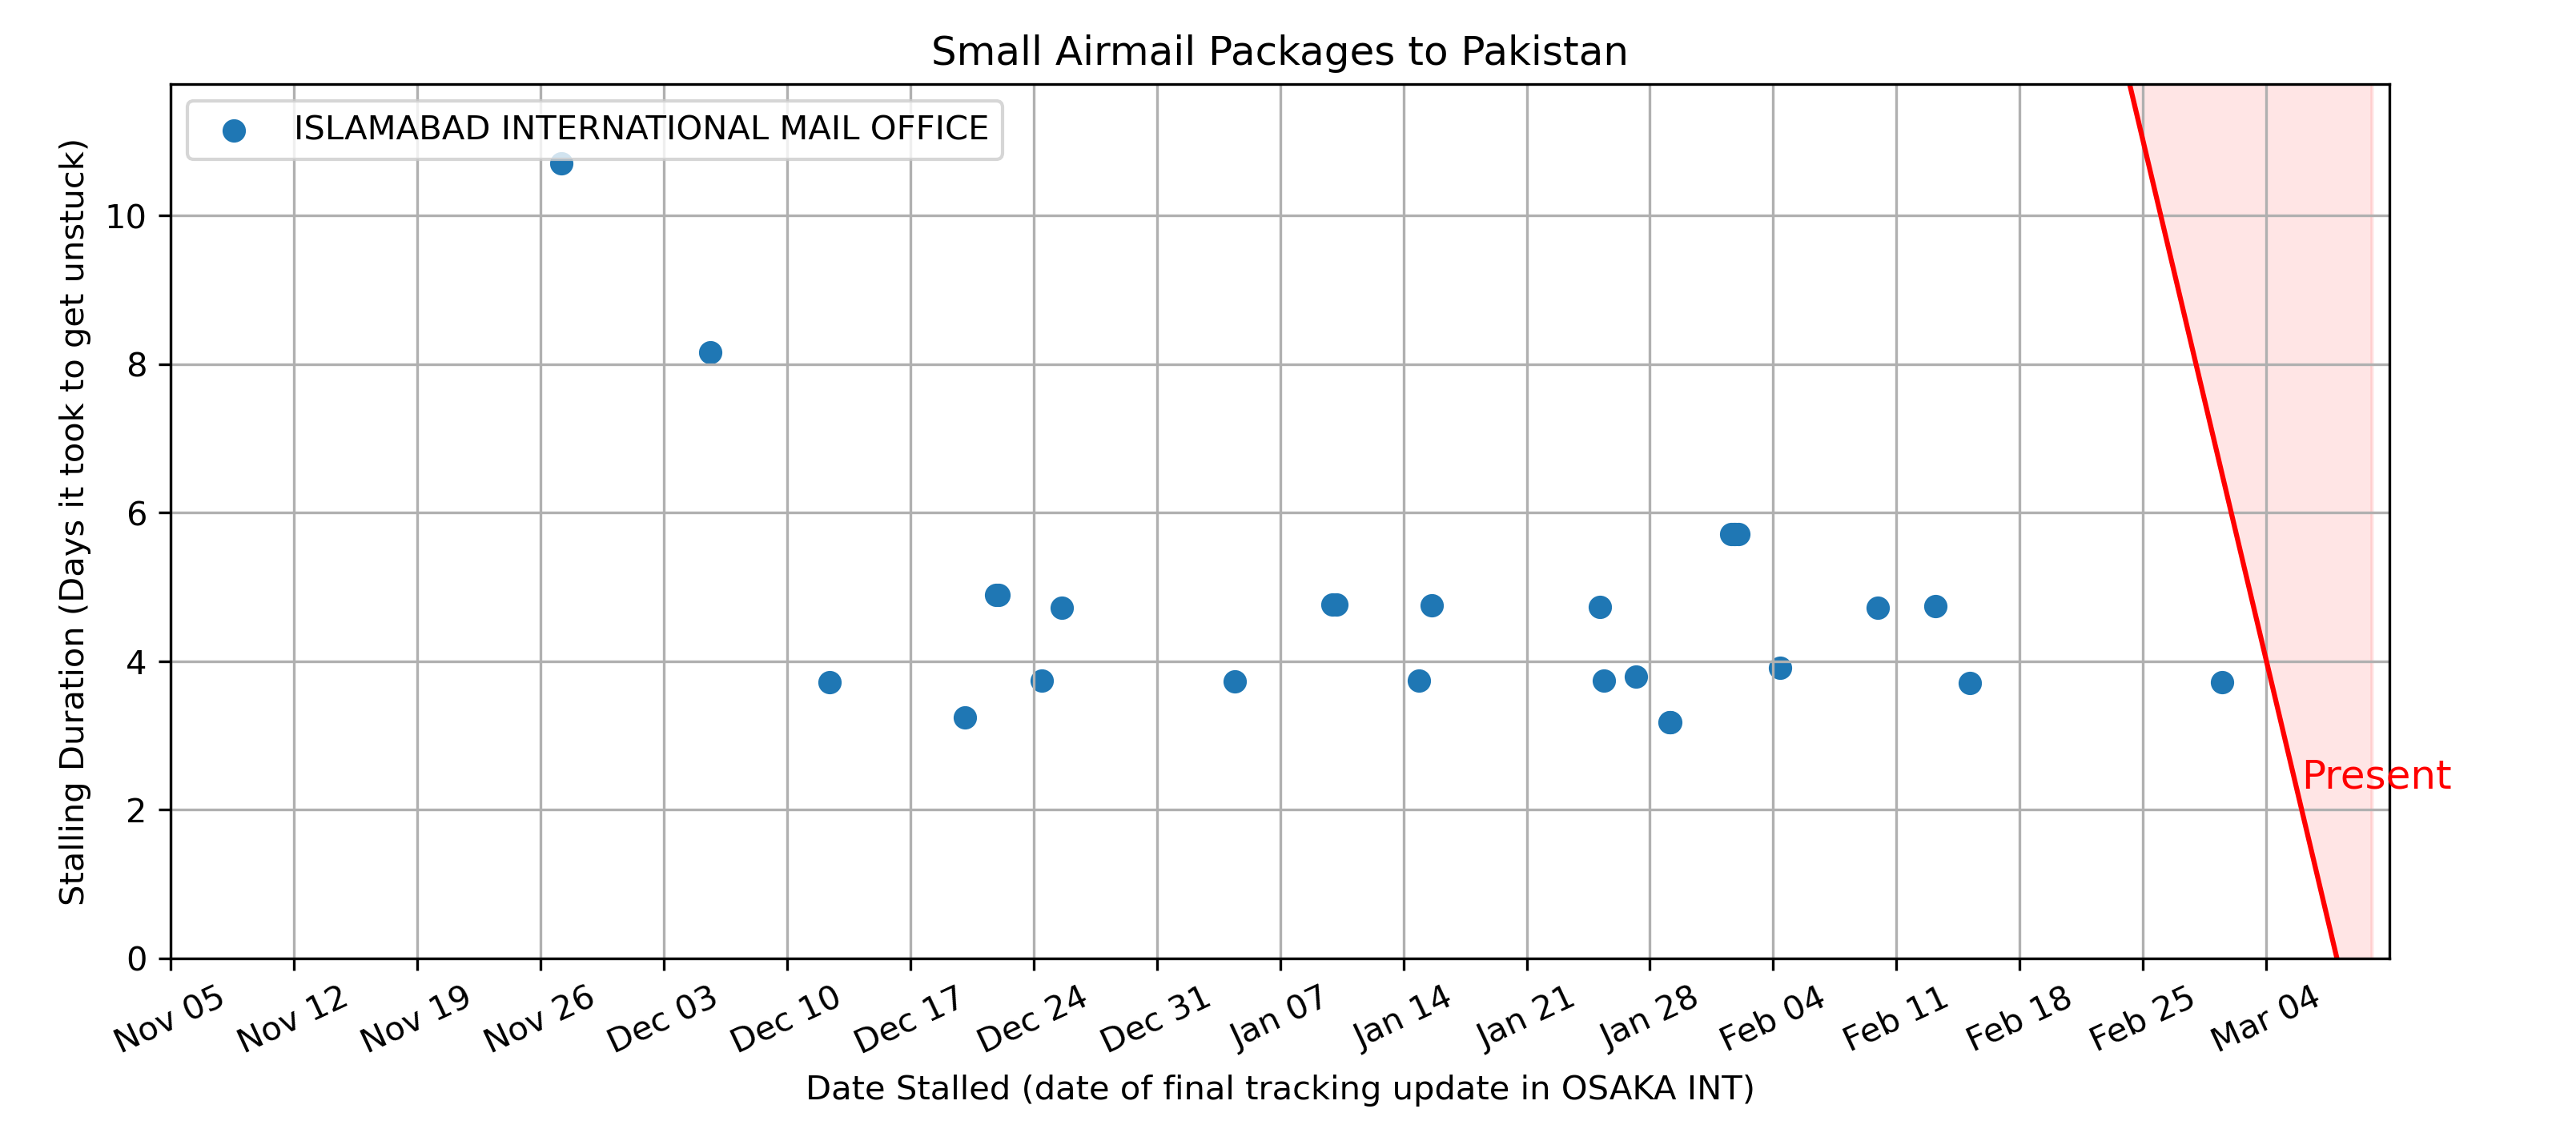 Small Airmail Packages to Pakistan
ISLAMABAD INTERNATIONAL MAIL OFFICE
Stalling Duration (Days it took to get unstuck)
10
8
6
4
2
0
Present
Nov 05
Nov 12
Nov 19
Nov 26
Dec 03
Dec 10
Dec 17
Dec 24
Dec 31
Jan 07
Jan 14
Jan 21
Jan 28
Feb 04
Feb 11
Feb 18
Feb 25
Mar 04
Date Stalled (date of final tracking update in OSAKA INT)